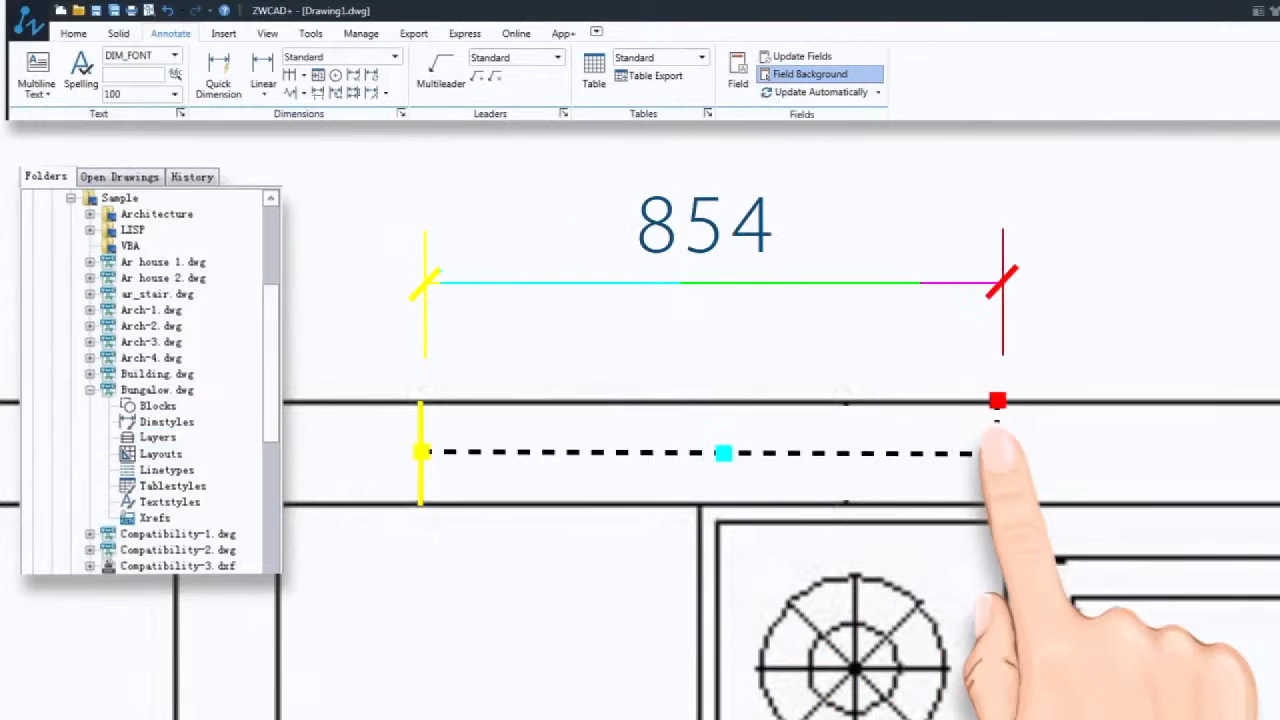 ZWCAD+ - [Drawing1.dwg]
Home Solid Annotate Insert View Tools Manage Export Express Online App+
DIM_FONT Standard Standard Standard Update Fields
Table Export Field Background
Multiline Text Spelling Quick Dimension Linear Multileader Table Field
100 Update Automatically
Text Dimensions Leaders Tables Fields
Folders Open Drawings History
Sample
Architecture
LISP
VBA
Ar house 1.dwg
Ar house 2.dwg
ar_stair.dwg
Arch-1.dwg
Arch-2.dwg
Arch-3.dwg
Arch-4.dwg
Building.dwg
Bungalow.dwg
Blocks
Dimstyles
Layers
Layouts
Linetypes
Tablestyles
Textstyles
Xrefs
Compatibility-1.dwg
Compatibility-2.dwg
Compatibility-3.dxf
854